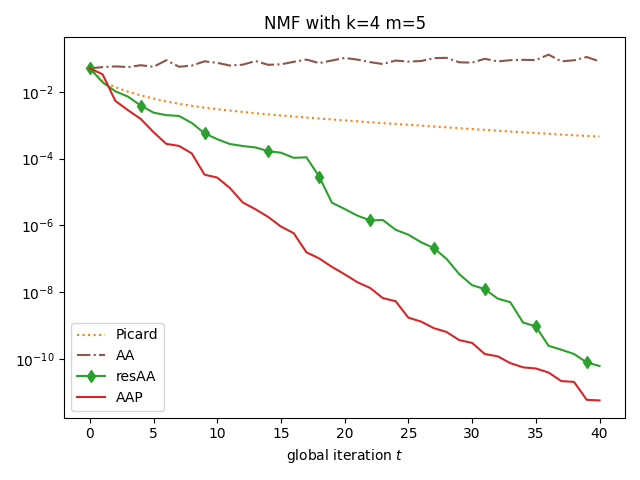 NMF with k=4 m=5
10⁻²
10⁻⁴
10⁻⁶
10⁻⁸
10⁻¹⁰
Picard
AA
resAA
AAP
0 5 10 15 20 25 30 35 40
global iteration t